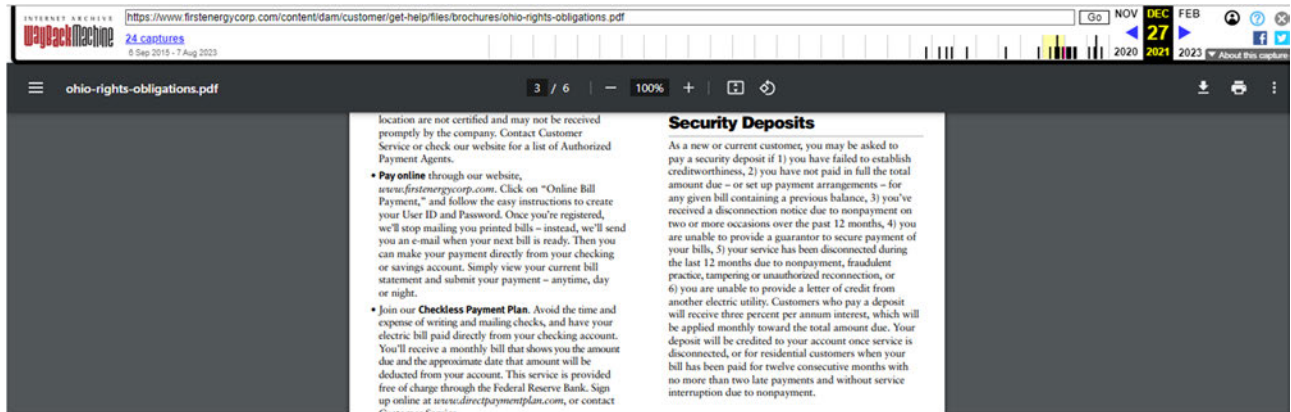 INTERNET ARCHIVE
WayBackMachine
https://www.firstenergycorp.com/content/dam/customer/get-help/files/brochures/ohio-rights-obligations.pdf
Go
NOV DEC FEB
24 captures
27
6 Sep 2015 - 7 Aug 2023
2020 2021 2023
About this capture
ohio-rights-obligations.pdf
3 / 6
100%
location are not certified and may not be received
promptly by the company. Contact Customer
Service or check our website for a list of Authorized
Payment Agents.
• Pay online through our website,
www.firstenergycorp.com. Click on “Online Bill
Payment,” and follow the easy instructions to create
your User ID and Password. Once you’re registered,
we’ll stop mailing you printed bills – instead, we’ll send
you an e-mail when your next bill is ready. Then you
can make your payment directly from your checking
or savings account. Simply view your current bill
statement and submit your payment – anytime, day
or night.
• Join our Checkless Payment Plan. Avoid the time and
expense of writing and mailing checks, and have your
electric bill paid directly from your checking account.
You’ll receive a monthly bill that shows you the amount
due and the approximate date that amount will be
deducted from your account. This service is provided
free of charge through the Federal Reserve Bank. Sign
up online at www.directpaymentplan.com, or contact
Customer Service
Security Deposits
As a new or current customer, you may be asked to
pay a security deposit if 1) you have failed to establish
creditworthiness, 2) you have not paid in full the total
amount due – or set up payment arrangements – for
any given bill containing a previous balance, 3) you’ve
received a disconnection notice due to nonpayment on
two or more occasions over the past 12 months, 4) you
are unable to provide a guarantor to secure payment of
your bills, 5) your service has been disconnected during
the last 12 months due to nonpayment, fraudulent
practice, tampering or unauthorized reconnection, or
6) you are unable to provide a letter of credit from
another electric utility. Customers who pay a deposit
will receive three percent per annum interest, which will
be applied monthly toward the total amount due. Your
deposit will be credited to your account once service is
disconnected, or for residential customers when your
bill has been paid for twelve consecutive months with
no more than two late payments and without service
interruption due to nonpayment.